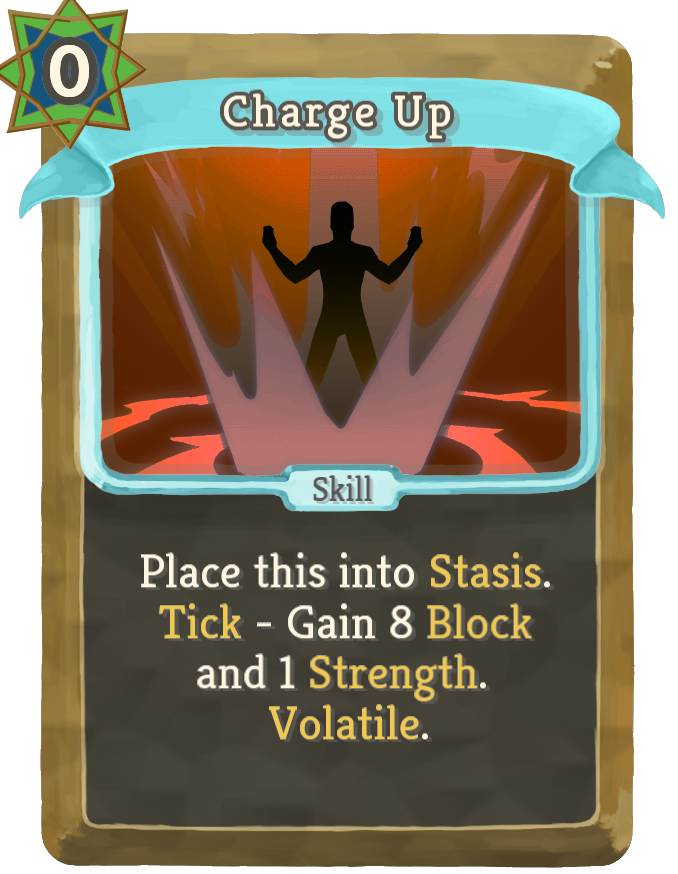 0
Charge Up
Skill
Place this into Stasis.
Tick - Gain 8 Block
and 1 Strength.
Volatile.